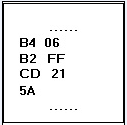 ......
B4 06
B2 FF
CD 21
5A
......